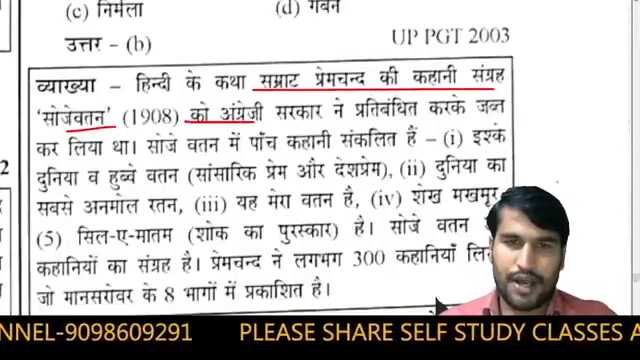 (c) निर्मला (d) गबन
उत्तर – (b) UP PGT 2003
व्याख्या – हिन्दी के कथा सम्राट प्रेमचन्द की कहानी संग्रह
'सोजेवतन' (1908) को अंग्रेजी सरकार ने प्रतिबंधित करके जब्त
कर लिया था। सोजे वतन में पाँच कहानी संकलित हैं – (i) इश्के
दुनिया व हुब्बे वतन (सांसारिक प्रेम और देशप्रेम), (ii) दुनिया का
सबसे अनमोल रतन, (iii) यह मेरा वतन है, (iv) शेख मखमूर,
(5) सिल-ए-मातम (शोक का पुरस्कार) है। सोजे वतन
कहानियों का संग्रह है। प्रेमचन्द ने लगभग 300 कहानियाँ
जो मानसरोवर के 8 भागों में प्रकाशित है।
2
NNEL-9098609291 PLEASE SHARE SELF STUDY CLASSES A